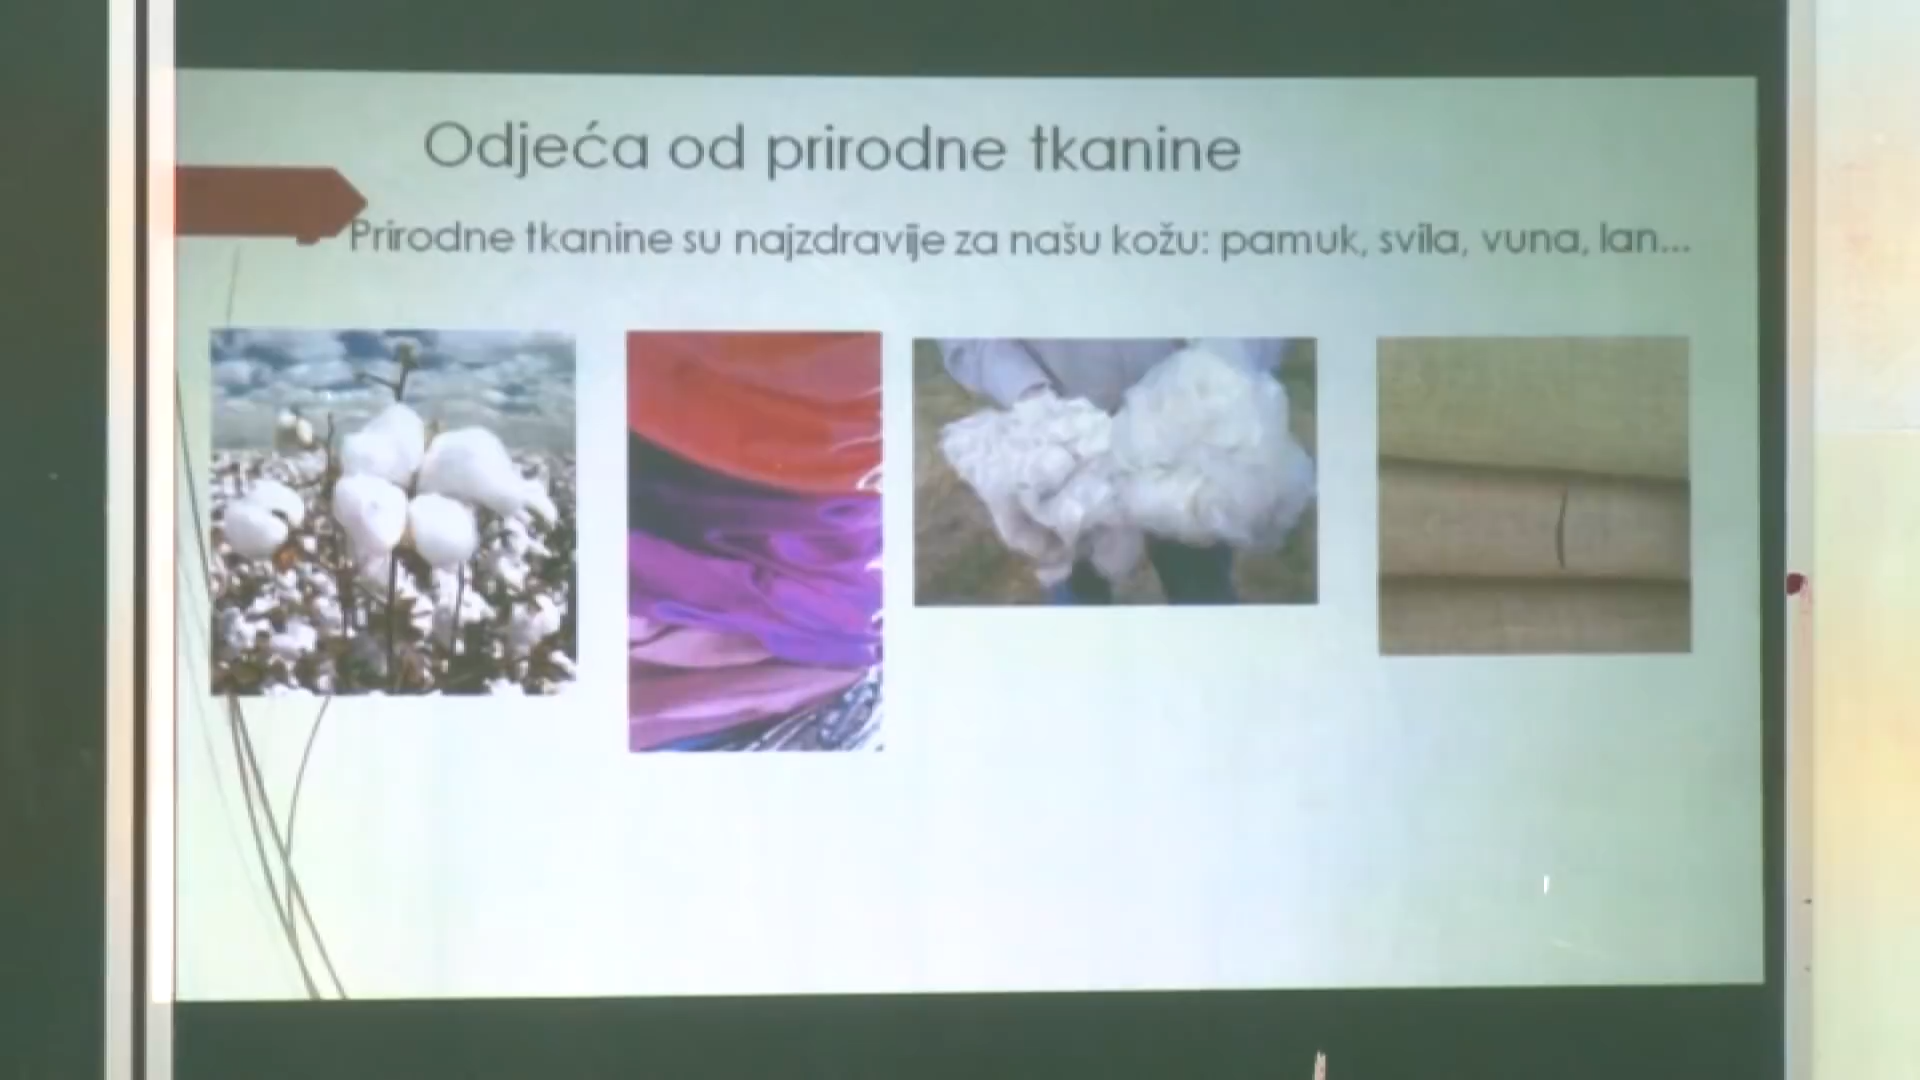 Odjeća od prirodne tkanine
Prirodne tkanine su najzdravije za našu kožu: pamuk, svila, vuna, lan...